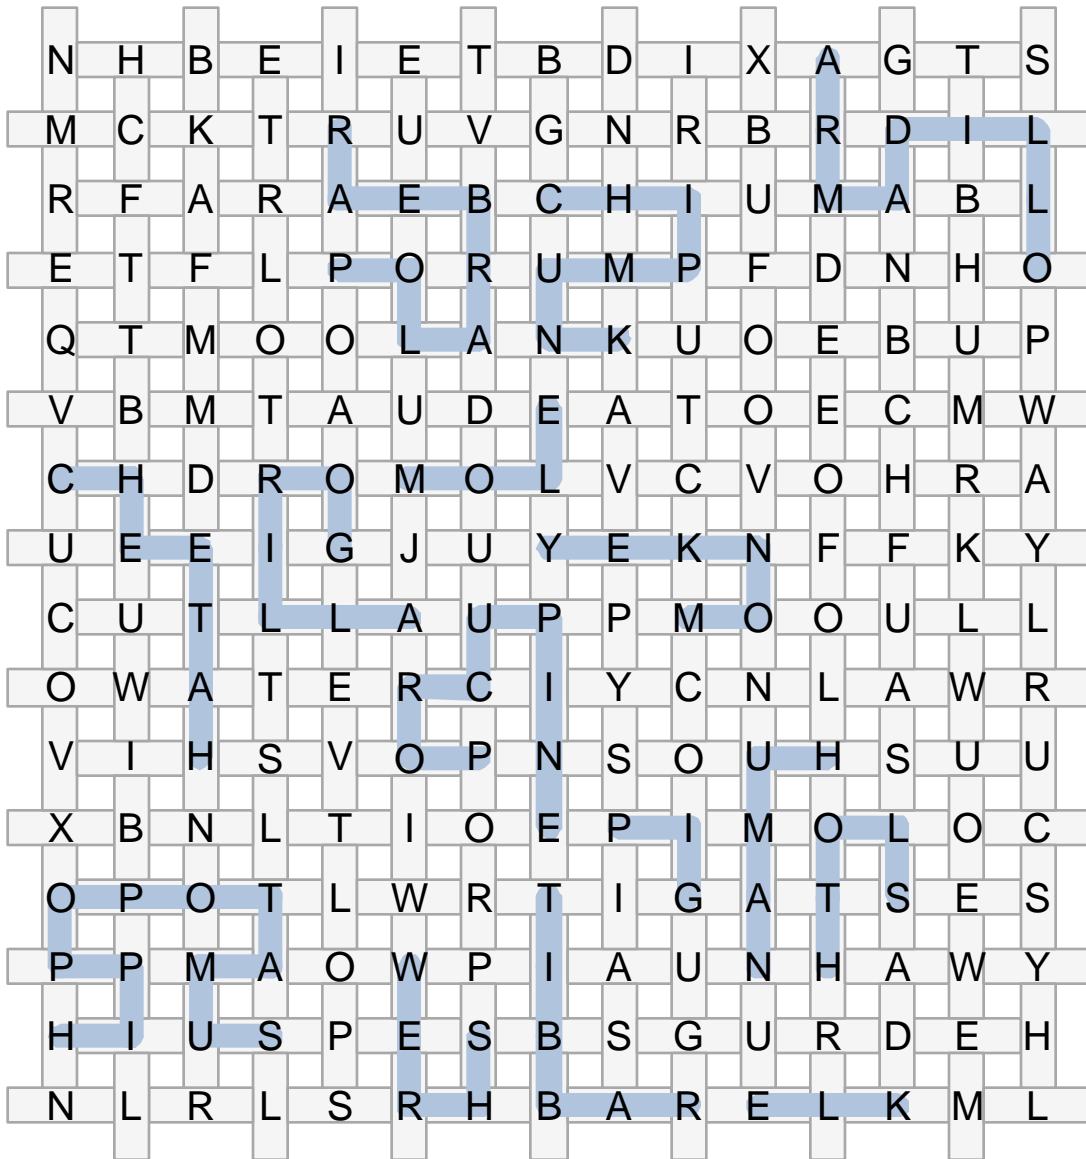 N H B E I E T B D I X A G T S
M C K T R U V G N R B R D I L
R F A R A E B C H I U M A B L
E T F L P O R U M P F D N H O
Q T M O O L A N K U O E B U P
V B M T A U D E A T O E C M W
C H D R O M O L V C V O H R A
U E E I G J U Y E K N F F K Y
C U T L L A U P P M O O U L L
O W A T E R C I Y C N L A W R
V I H S V O P N S O U H S U U
X B N L T I O E P I M O L O C
O P O T L W R T I G A T S E S
P P M A O W P I A U N H A W Y
H I U S P E S B S G U R D E H
N L R L S R H B A R E L K M L